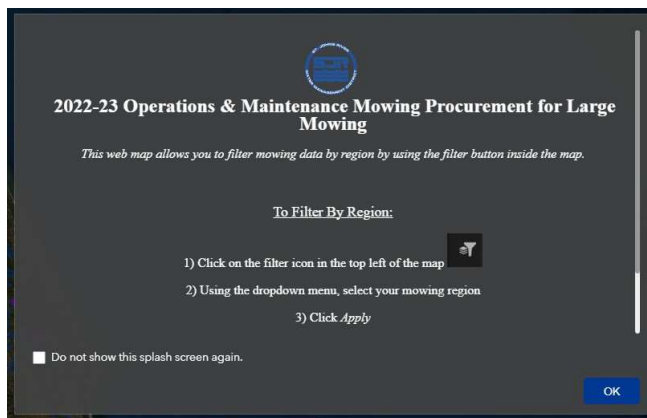 2022-23 Operations & Maintenance Mowing Procurement for Large
Mowing
This web map allows you to filter mowing data by region by using the filter button inside the map.
To Filter By Region:
1) Click on the filter icon in the top left of the map
2) Using the dropdown menu, select your mowing region
3) Click Apply
Do not show this splash screen again.
OK